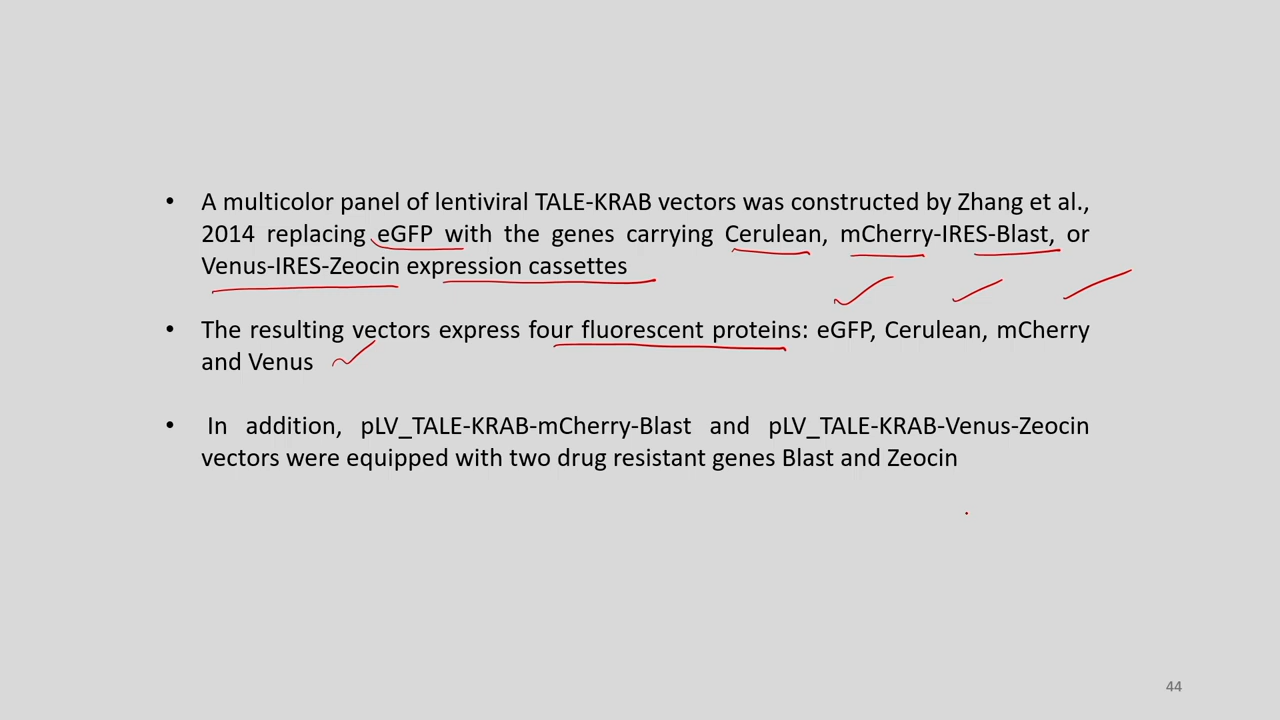 • A multicolor panel of lentiviral TALE-KRAB vectors was constructed by Zhang et al.,
2014 replacing eGFP with the genes carrying Cerulean, mCherry-IRES-Blast, or
Venus-IRES-Zeocin expression cassettes
• The resulting vectors express four fluorescent proteins: eGFP, Cerulean, mCherry
and Venus
• In addition, pLV_TALE-KRAB-mCherry-Blast and pLV_TALE-KRAB-Venus-Zeocin
vectors were equipped with two drug resistant genes Blast and Zeocin
44